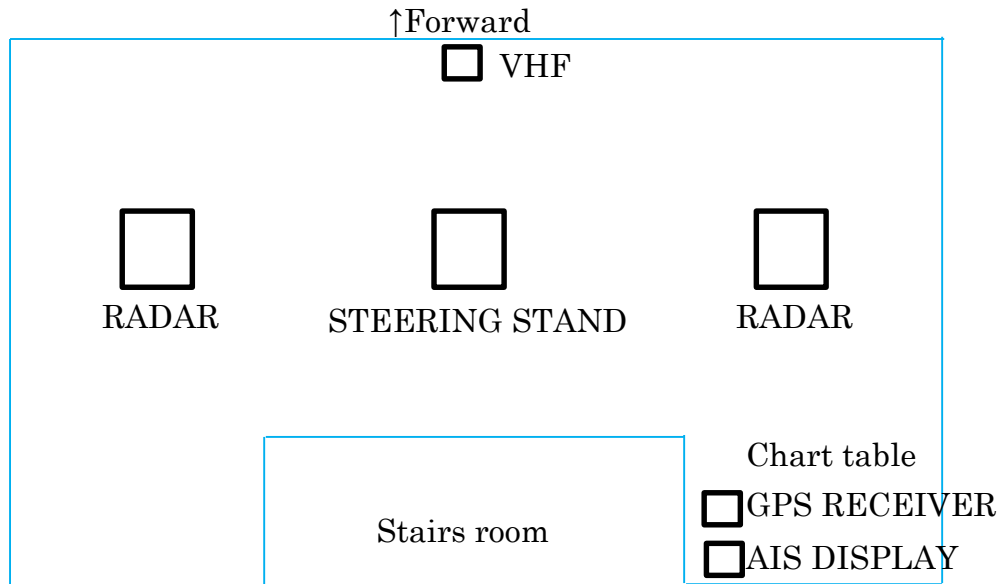 ↑Forward
VHF
RADAR
STEERING STAND
RADAR
Chart table
GPS RECEIVER
Stairs room
AIS DISPLAY